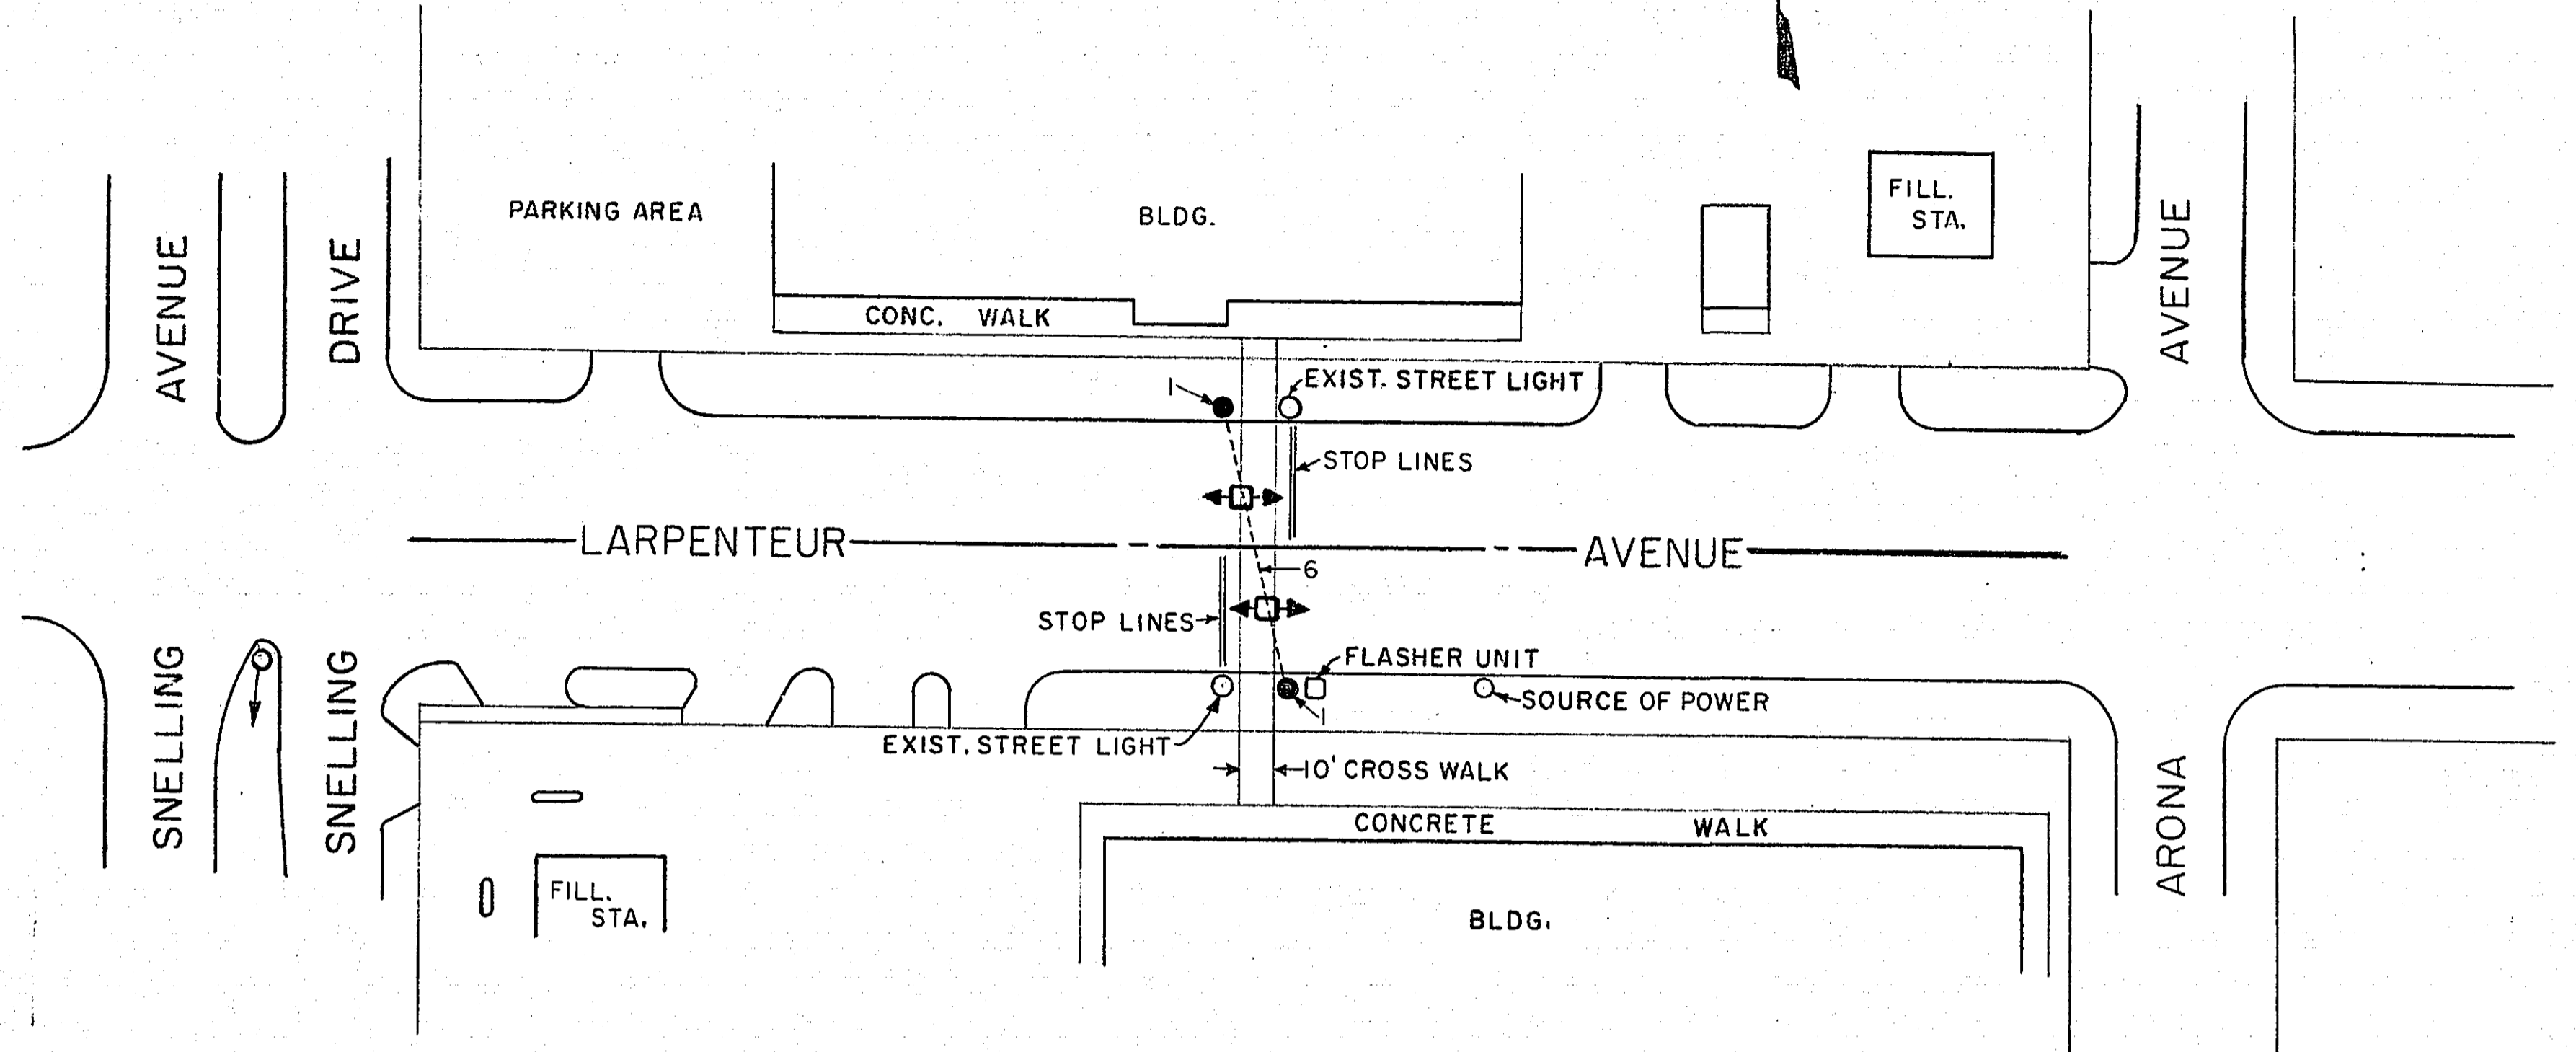 PARKING AREA
BLDG.
FILL.
STA.
AVENUE
DRIVE
AVENUE
CONC. WALK
1
EXIST. STREET LIGHT
STOP LINES
LARPENTEUR AVENUE
6
STOP LINES
FLASHER UNIT
SOURCE OF POWER
1
EXIST. STREET LIGHT
10' CROSS WALK
SNELLING
SNELLING
ARONA
CONCRETE WALK
FILL.
STA.
BLDG.